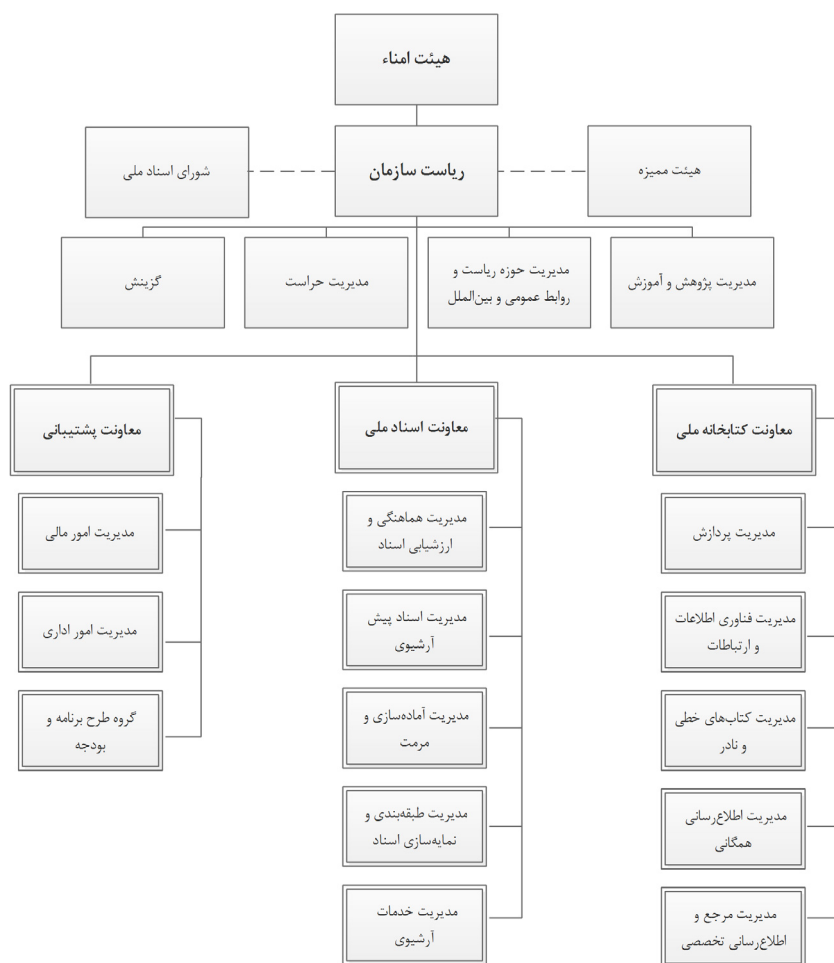 هیئت امناء
هیئت ممیزه
ریاست سازمان
شورای اسناد ملی
مدیریت پژوهش و آموزش
مدیریت حوزه ریاست و
روابط عمومی و بین‌الملل
مدیریت حراست
گزینش
معاونت کتابخانه ملی
مدیریت پردازش
مدیریت فناوری اطلاعات
و ارتباطات
مدیریت کتاب‌های خطی
و نادر
مدیریت اطلاع‌رسانی
همگانی
مدیریت مرجع و
اطلاع‌رسانی تخصصی
معاونت اسناد ملی
مدیریت هماهنگی و
ارزشیابی اسناد
مدیریت اسناد پیش
آرشیوی
مدیریت آماده‌سازی و
مرمت
مدیریت طبقه‌بندی و
نمایه‌سازی اسناد
مدیریت خدمات
آرشیوی
معاونت پشتیبانی
مدیریت امور مالی
مدیریت امور اداری
گروه طرح برنامه و
بودجه